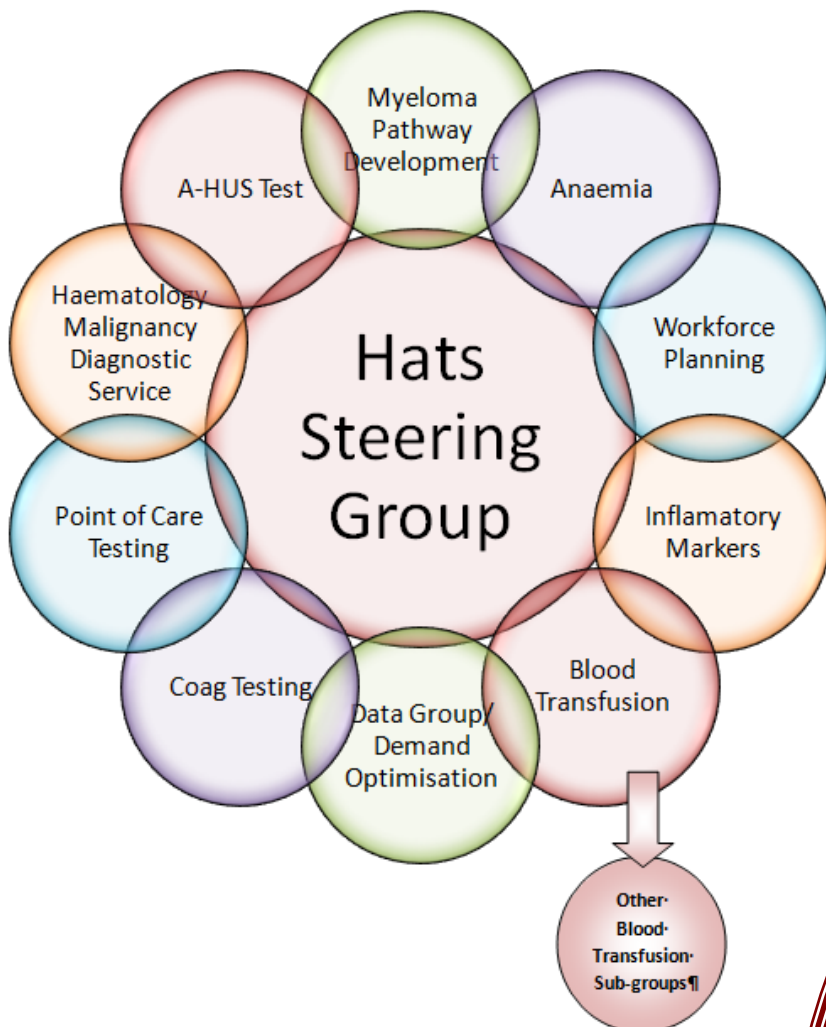 Myeloma
Pathway
Development
Anaemia
Workforce
Planning
Inflamatory
Markers
Blood
Transfusion
Other·
Blood·
Transfusion·
Sub-groups¶
Data Group/
Demand
Optimisation
Coag Testing
Point of Care
Testing
Haematology
Malignancy
Diagnostic
Service
A-HUS Test
Hats
Steering
Group